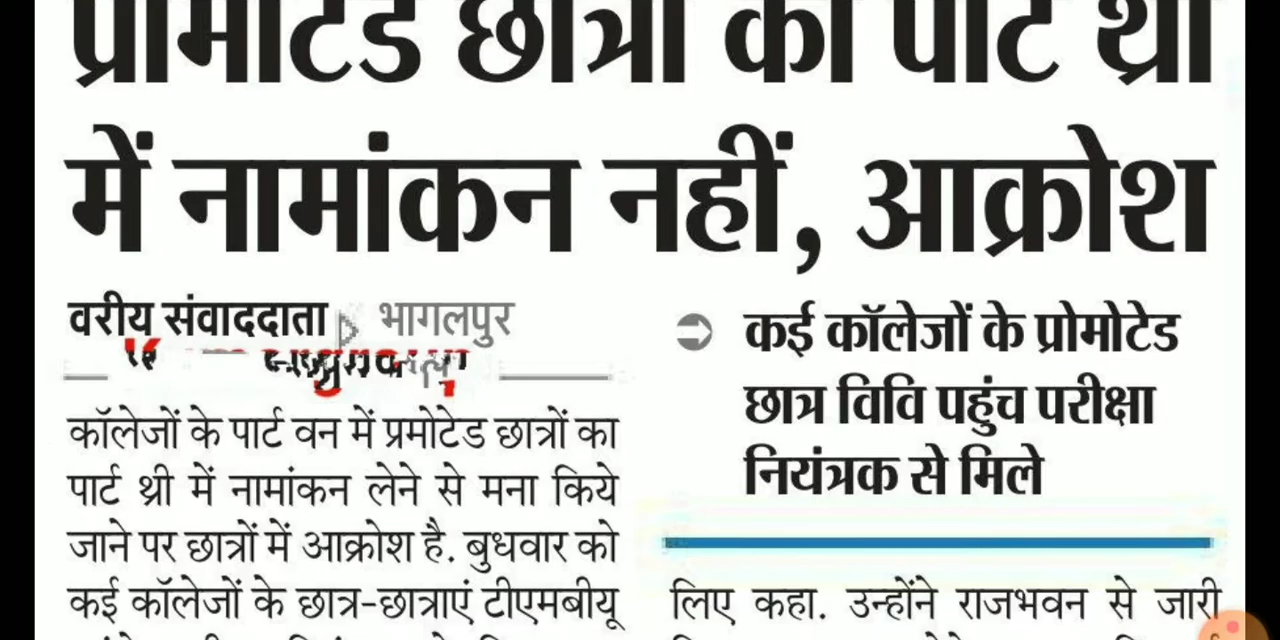 प्रोमोटेड छात्रों का पार्ट थ्री
में नामांकन नहीं, आक्रोश
वरीय संवाददाता भागलपुर
कॉलेजों के पार्ट वन में प्रमोटेड छात्रों का
पार्ट थ्री में नामांकन लेने से मना किये
जाने पर छात्रों में आक्रोश है. बुधवार को
कई कॉलेजों के छात्र-छात्राएं टीएमबीयू
कई कॉलेजों के प्रोमोटेड
छात्र विवि पहुंच परीक्षा
नियंत्रक से मिले
लिए कहा. उन्होंने राजभवन से जारी